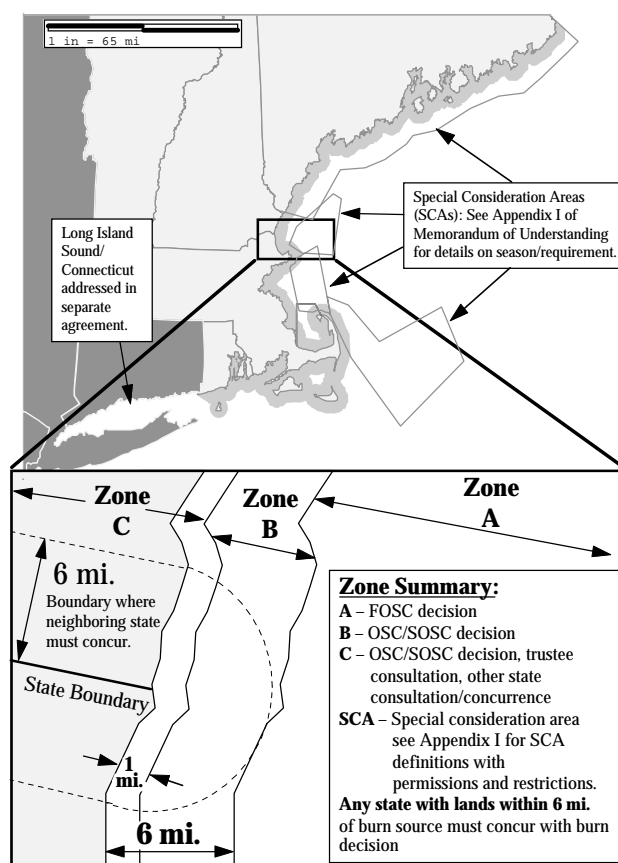 1 in = 65 mi
Special Consideration Areas
(SCAs): See Appendix I of
Memorandum of Understanding
for details on season/requirement.
Long Island
Sound/
Connecticut
addressed in
separate
agreement.
Zone
C
Zone
B
Zone
A
6 mi.
Boundary where
neighboring state
must concur.
State Boundary
1
mi.
6 mi.
Zone Summary:
A – FOSC decision
B – OSC/SOSC decision
C – OSC/SOSC decision, trustee
consultation, other state
consultation/concurrence
SCA – Special consideration area
see Appendix I for SCA
definitions with
permissions and restrictions.
Any state with lands within 6 mi.
of burn source must concur with burn
decision